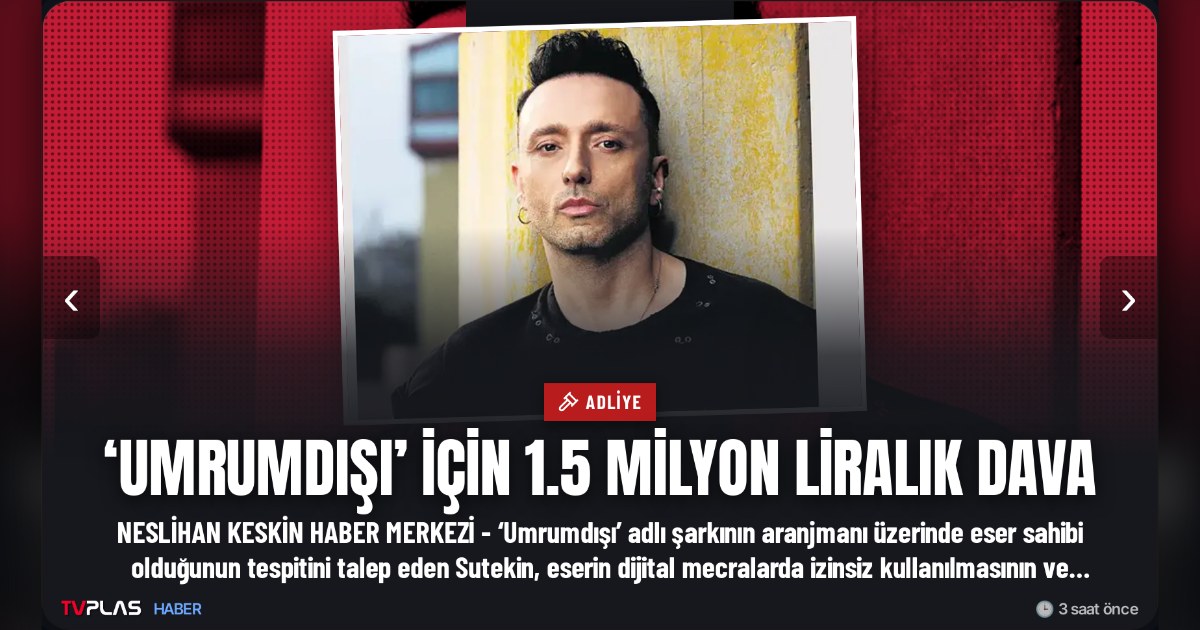 ADLİYE
‘UMRUMDIŞI’ İÇİN 1.5 MİLYON LİRALIK DAVA
NESLİHAN KESKİN HABER MERKEZİ - ‘Umrumdışı’ adlı şarkının aranjmanı üzerinde eser sahibi
olduğunun tespitini talep eden Sutekin, eserin dijital mecralarda izinsiz kullanılmasının ve...
TVPLAS HABER
3 saat önce